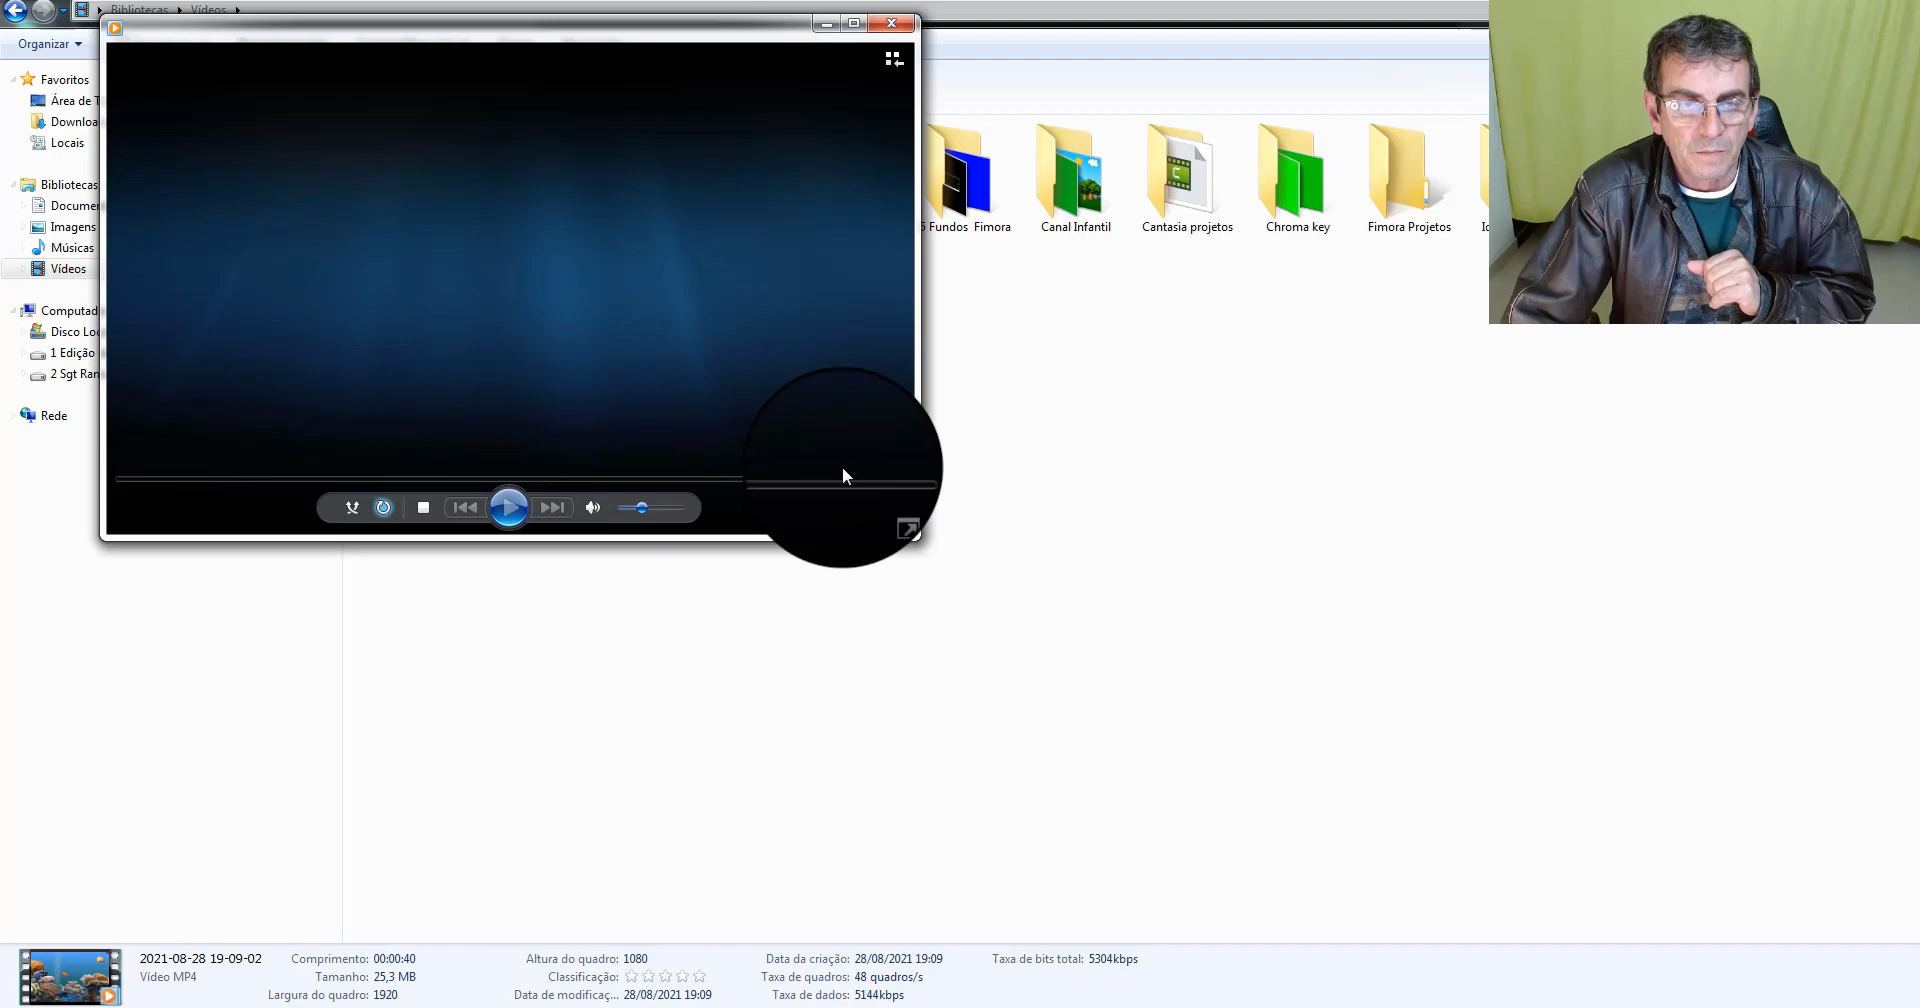 Bibliotecas Vídeos
Organizar
Favoritos
Área de T
Downloa
Locais
Bibliotecas
Documen
Imagens
Músicas
Vídeos
Computad
Disco Loc
1 Edição
2 Sgt Ran
Rede
Fundos Fimora
Canal Infantil
Cantasia projetos
Chroma key
Fimora Projetos
2021-08-28 19-09-02
Vídeo MP4
Comprimento: 00:00:40
Tamanho: 25,3 MB
Largura do quadro: 1920
Altura do quadro: 1080
Classificação:
Data de modificaç... 28/08/2021 19:09
Data da criação: 28/08/2021 19:09
Taxa de quadros: 48 quadros/s
Taxa de dados: 5144kbps
Taxa de bits total: 5304kbps